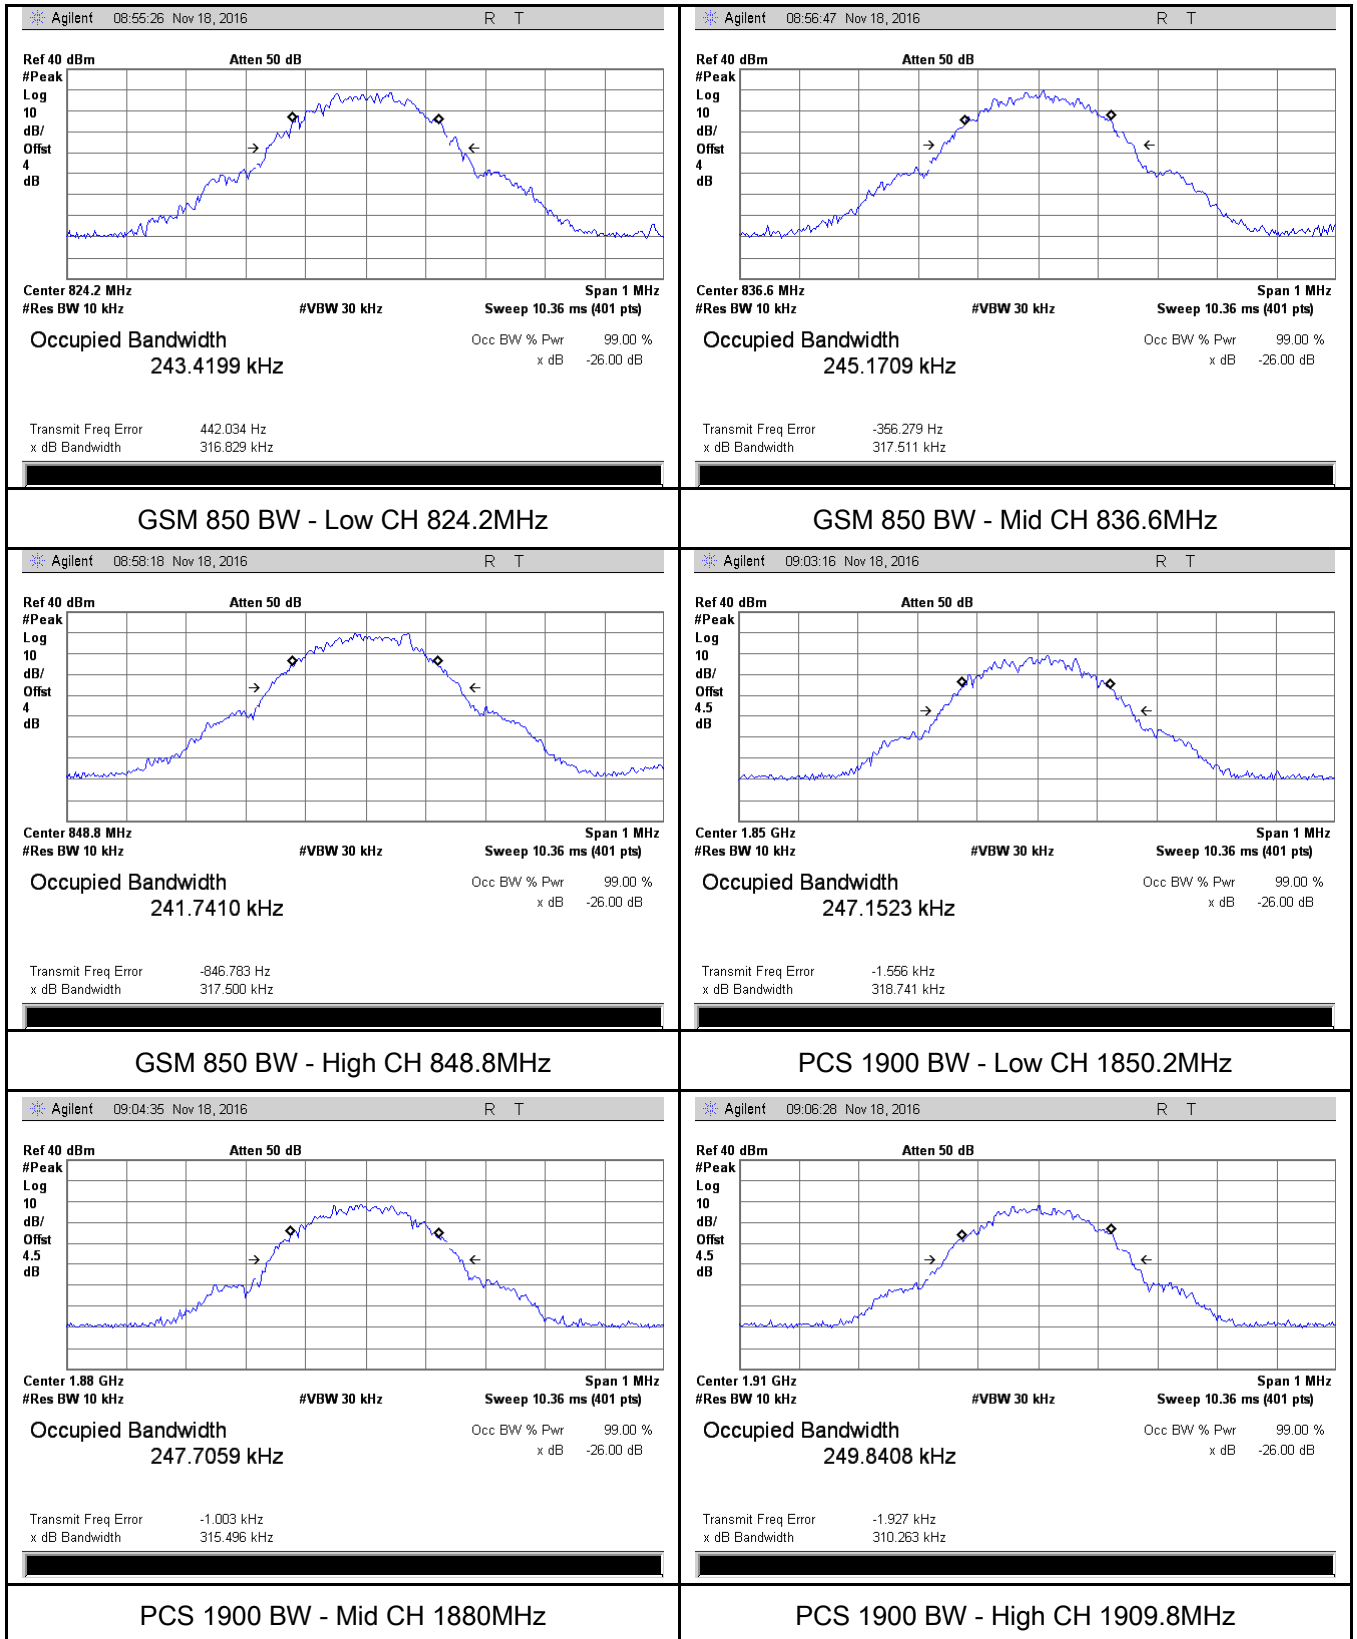 Agilent 08:55:26 Nov 18, 2016 R T
Ref 40 dBm Atten 50 dB
#Peak
Log
10
dB/
Offst
4
dB
Center 824.2 MHz Span 1 MHz
#Res BW 10 kHz #VBW 30 kHz Sweep 10.36 ms (401 pts)
Occupied Bandwidth Occ BW % Pwr 99.00 %
243.4199 kHz x dB -26.00 dB
Transmit Freq Error 442.034 Hz
x dB Bandwidth 316.829 kHz
GSM 850 BW - Low CH 824.2MHz
Agilent 08:56:47 Nov 18, 2016 R T
Ref 40 dBm Atten 50 dB
#Peak
Log
10
dB/
Offst
4
dB
Center 836.6 MHz Span 1 MHz
#Res BW 10 kHz #VBW 30 kHz Sweep 10.36 ms (401 pts)
Occupied Bandwidth Occ BW % Pwr 99.00 %
245.1709 kHz x dB -26.00 dB
Transmit Freq Error -356.279 Hz
x dB Bandwidth 317.511 kHz
GSM 850 BW - Mid CH 836.6MHz
Agilent 08:58:18 Nov 18, 2016 R T
Ref 40 dBm Atten 50 dB
#Peak
Log
10
dB/
Offst
4
dB
Center 848.8 MHz Span 1 MHz
#Res BW 10 kHz #VBW 30 kHz Sweep 10.36 ms (401 pts)
Occupied Bandwidth Occ BW % Pwr 99.00 %
241.7410 kHz x dB -26.00 dB
Transmit Freq Error -846.783 Hz
x dB Bandwidth 317.500 kHz
GSM 850 BW - High CH 848.8MHz
Agilent 09:03:16 Nov 18, 2016 R T
Ref 40 dBm Atten 50 dB
#Peak
Log
10
dB/
Offst
4.5
dB
Center 1.85 GHz Span 1 MHz
#Res BW 10 kHz #VBW 30 kHz Sweep 10.36 ms (401 pts)
Occupied Bandwidth Occ BW % Pwr 99.00 %
247.1523 kHz x dB -26.00 dB
Transmit Freq Error -1.556 kHz
x dB Bandwidth 318.741 kHz
PCS 1900 BW - Low CH 1850.2MHz
Agilent 09:04:35 Nov 18, 2016 R T
Ref 40 dBm Atten 50 dB
#Peak
Log
10
dB/
Offst
4.5
dB
Center 1.88 GHz Span 1 MHz
#Res BW 10 kHz #VBW 30 kHz Sweep 10.36 ms (401 pts)
Occupied Bandwidth Occ BW % Pwr 99.00 %
247.7059 kHz x dB -26.00 dB
Transmit Freq Error -1.003 kHz
x dB Bandwidth 315.496 kHz
PCS 1900 BW - Mid CH 1880MHz
Agilent 09:06:28 Nov 18, 2016 R T
Ref 40 dBm Atten 50 dB
#Peak
Log
10
dB/
Offst
4.5
dB
Center 1.91 GHz Span 1 MHz
#Res BW 10 kHz #VBW 30 kHz Sweep 10.36 ms (401 pts)
Occupied Bandwidth Occ BW % Pwr 99.00 %
249.8408 kHz x dB -26.00 dB
Transmit Freq Error -1.927 kHz
x dB Bandwidth 310.263 kHz
PCS 1900 BW - High CH 1909.8MHz